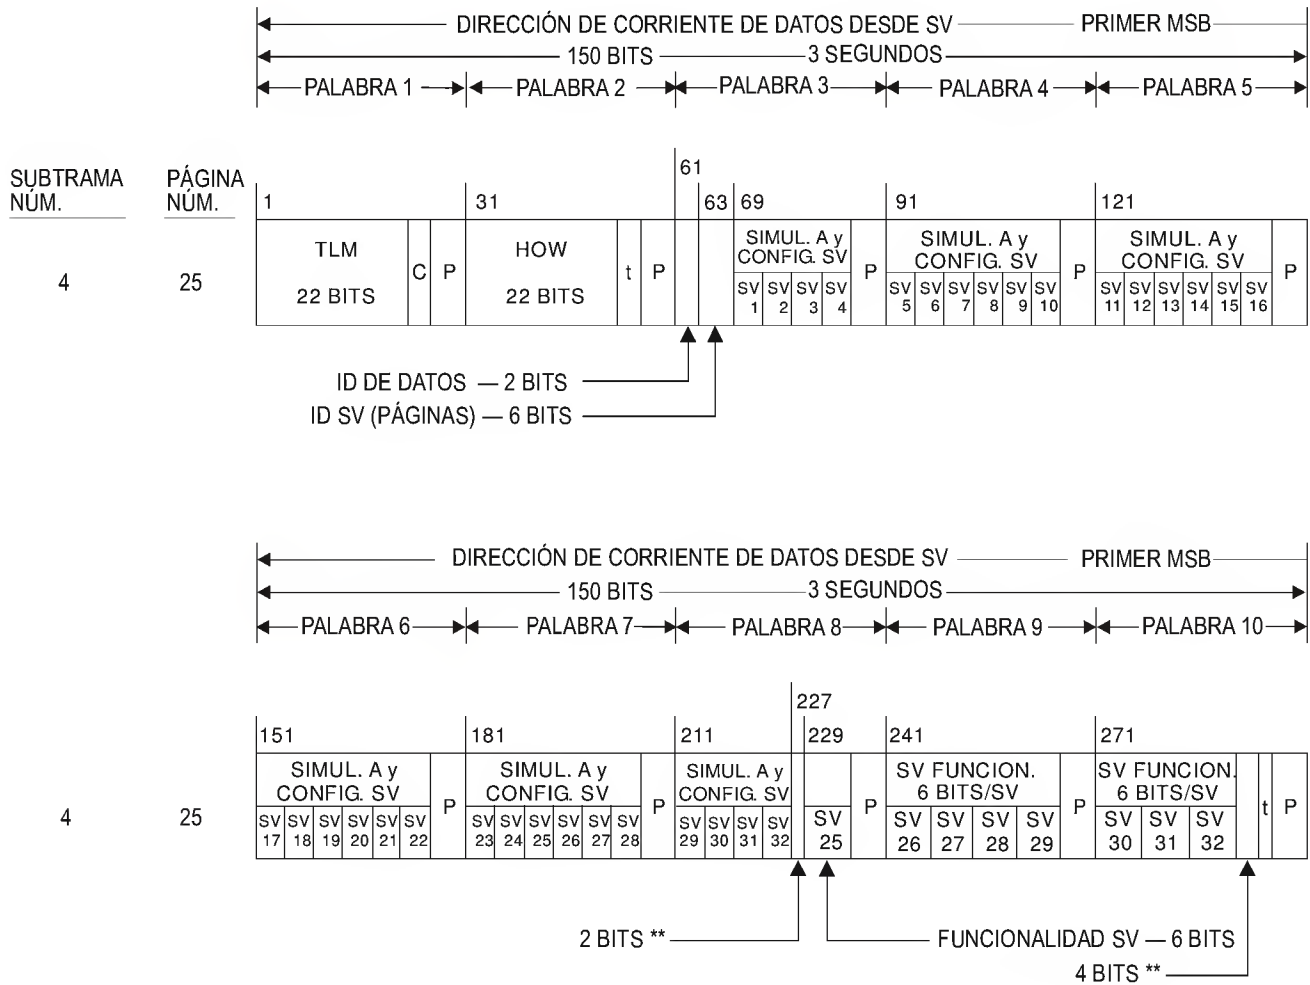 DIRECCIÓN DE CORRIENTE DE DATOS DESDE SV PRIMER MSB
150 BITS 3 SEGUNDOS
PALABRA 1 PALABRA 2 PALABRA 3 PALABRA 4 PALABRA 5
SUBTRAMA NÚM.
PÁGINA NÚM.
61
1 31 63 69 91 121
4 25
TLM 22 BITS
C P
HOW 22 BITS
t P
SIMUL. A y CONFIG. SV
SV 1 SV 2 SV 3 SV 4
P
SIMUL. A y CONFIG. SV
SV 5 SV 6 SV 7 SV 8 SV 9 SV 10
P
SIMUL. A y CONFIG. SV
SV 11 SV 12 SV 13 SV 14 SV 15 SV 16
P
ID DE DATOS — 2 BITS
ID SV (PÁGINAS) — 6 BITS
DIRECCIÓN DE CORRIENTE DE DATOS DESDE SV PRIMER MSB
150 BITS 3 SEGUNDOS
PALABRA 6 PALABRA 7 PALABRA 8 PALABRA 9 PALABRA 10
227
151 181 211 229 241 271
4 25
SIMUL. A y CONFIG. SV
SV 17 SV 18 SV 19 SV 20 SV 21 SV 22
P
SIMUL. A y CONFIG. SV
SV 23 SV 24 SV 25 SV 26 SV 27 SV 28
P
SIMUL. A y CONFIG. SV
SV 29 SV 30 SV 31 SV 32
SV 25
P
SV FUNCION. 6 BITS/SV
SV 26 SV 27 SV 28 SV 29
P
SV FUNCION. 6 BITS/SV
SV 30 SV 31 SV 32
t P
2 BITS **
FUNCIONALIDAD SV — 6 BITS
4 BITS **